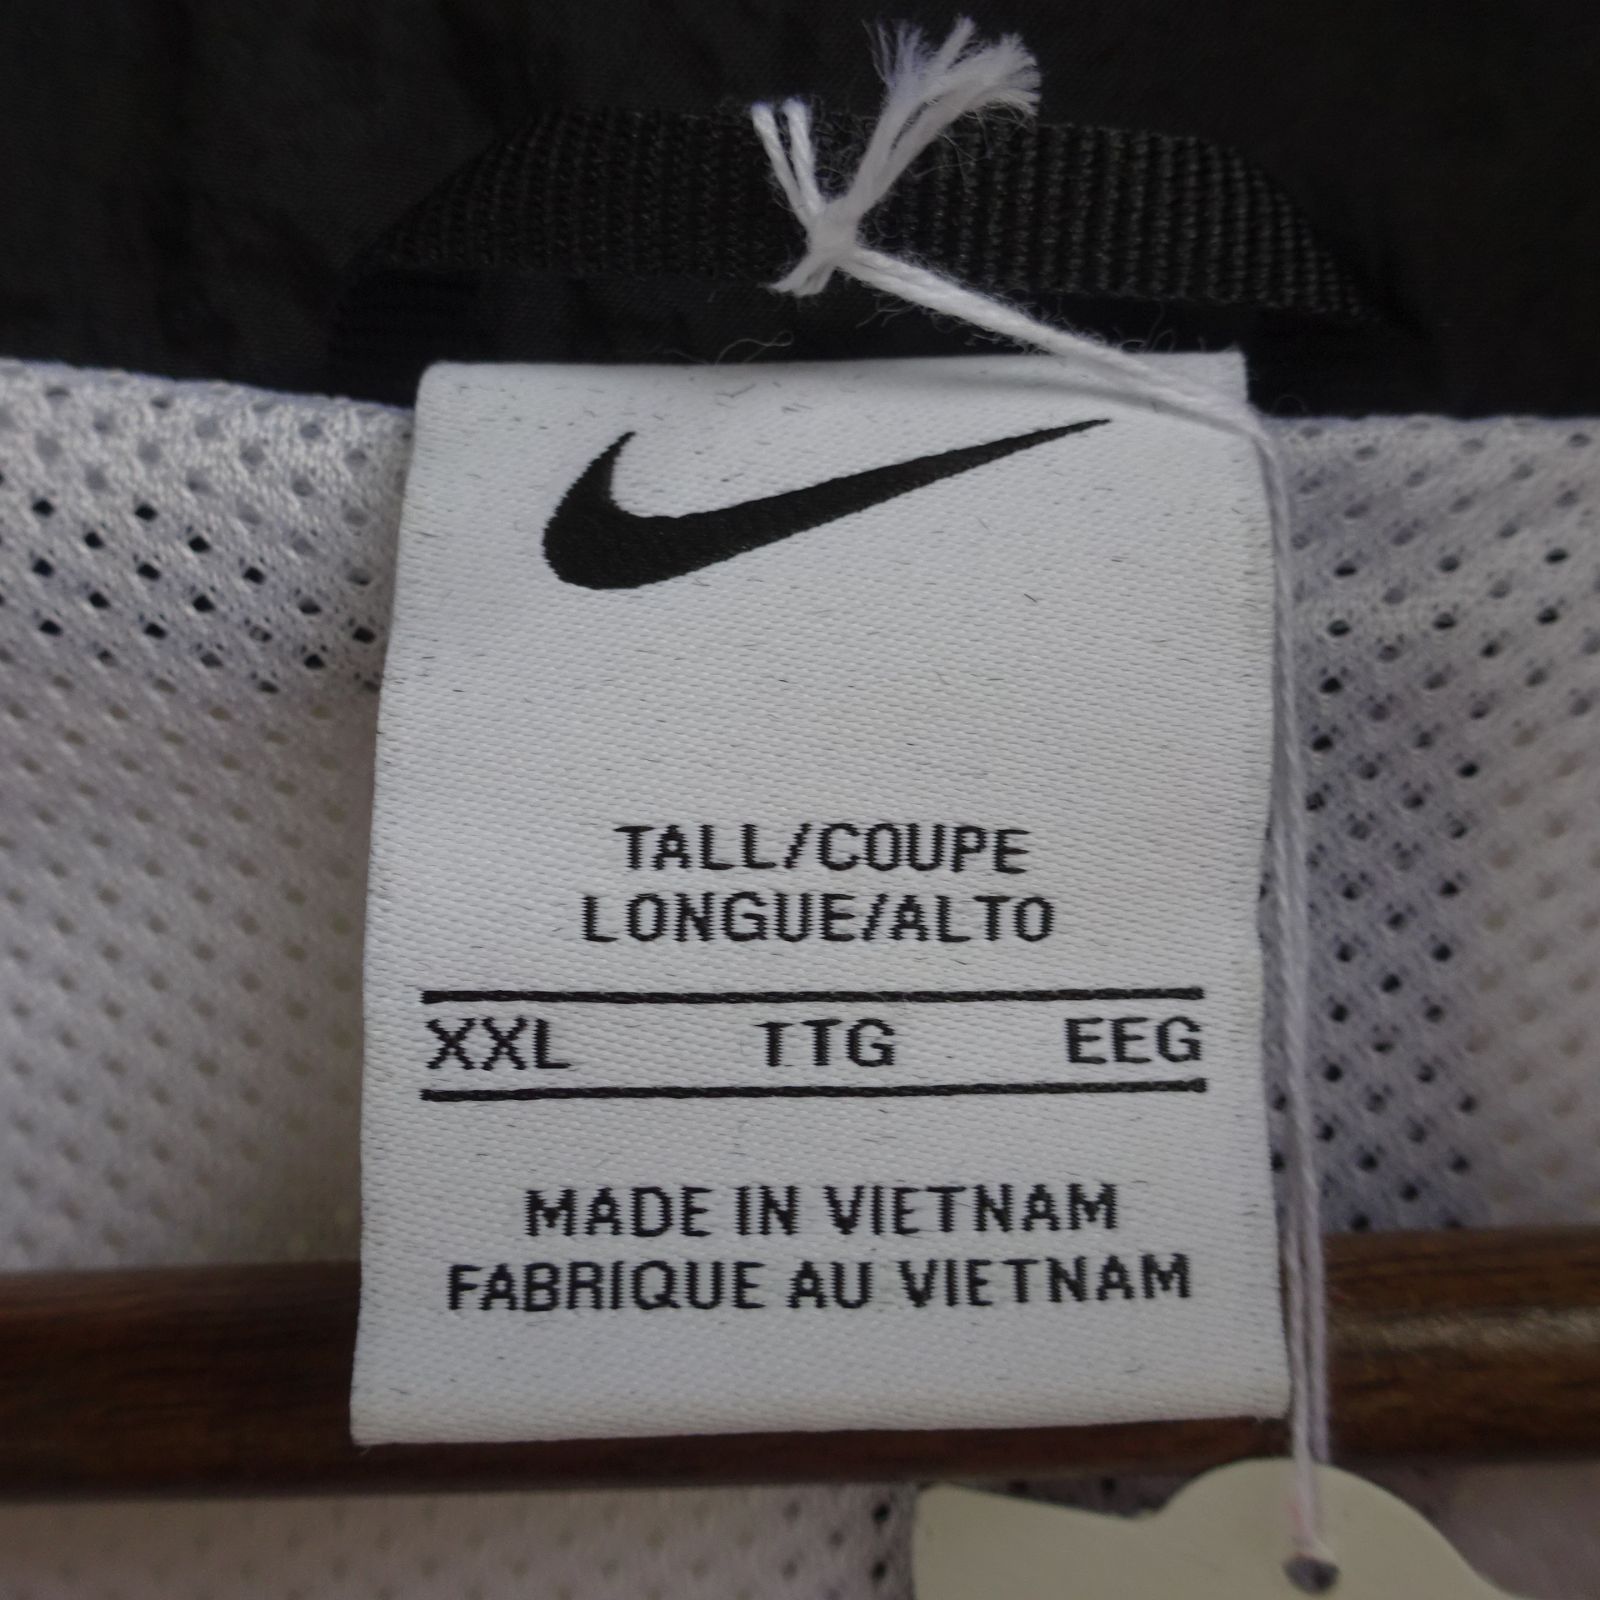 TALL/COUPE
LONGUE/ALTO
XXL TTG EEG
MADE IN VIETNAM
FABRIQUE AU VIETNAM